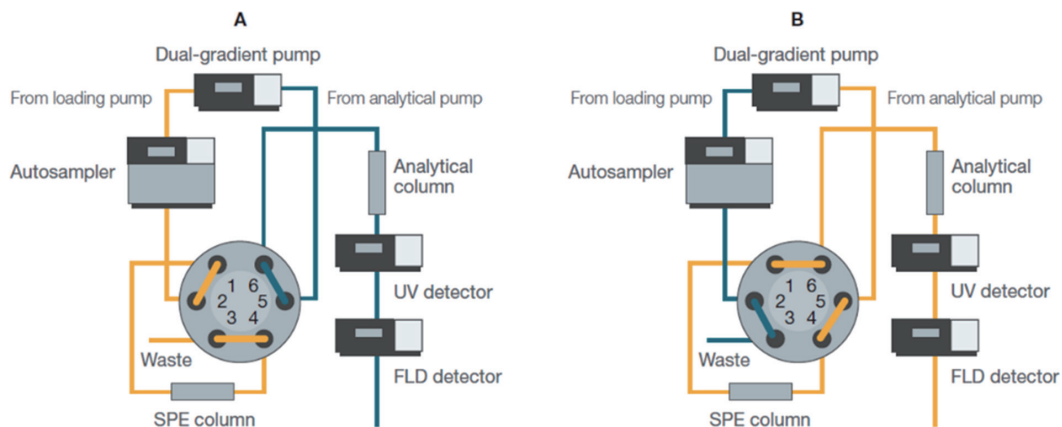 A
Dual-gradient pump
From loading pump
From analytical pump
Autosampler
Analytical
column
1 6
2 5
3 4
UV detector
Waste
FLD detector
SPE column
B
Dual-gradient pump
From loading pump
From analytical pump
Autosampler
Analytical
column
1 6
2 5
3 4
UV detector
Waste
FLD detector
SPE column